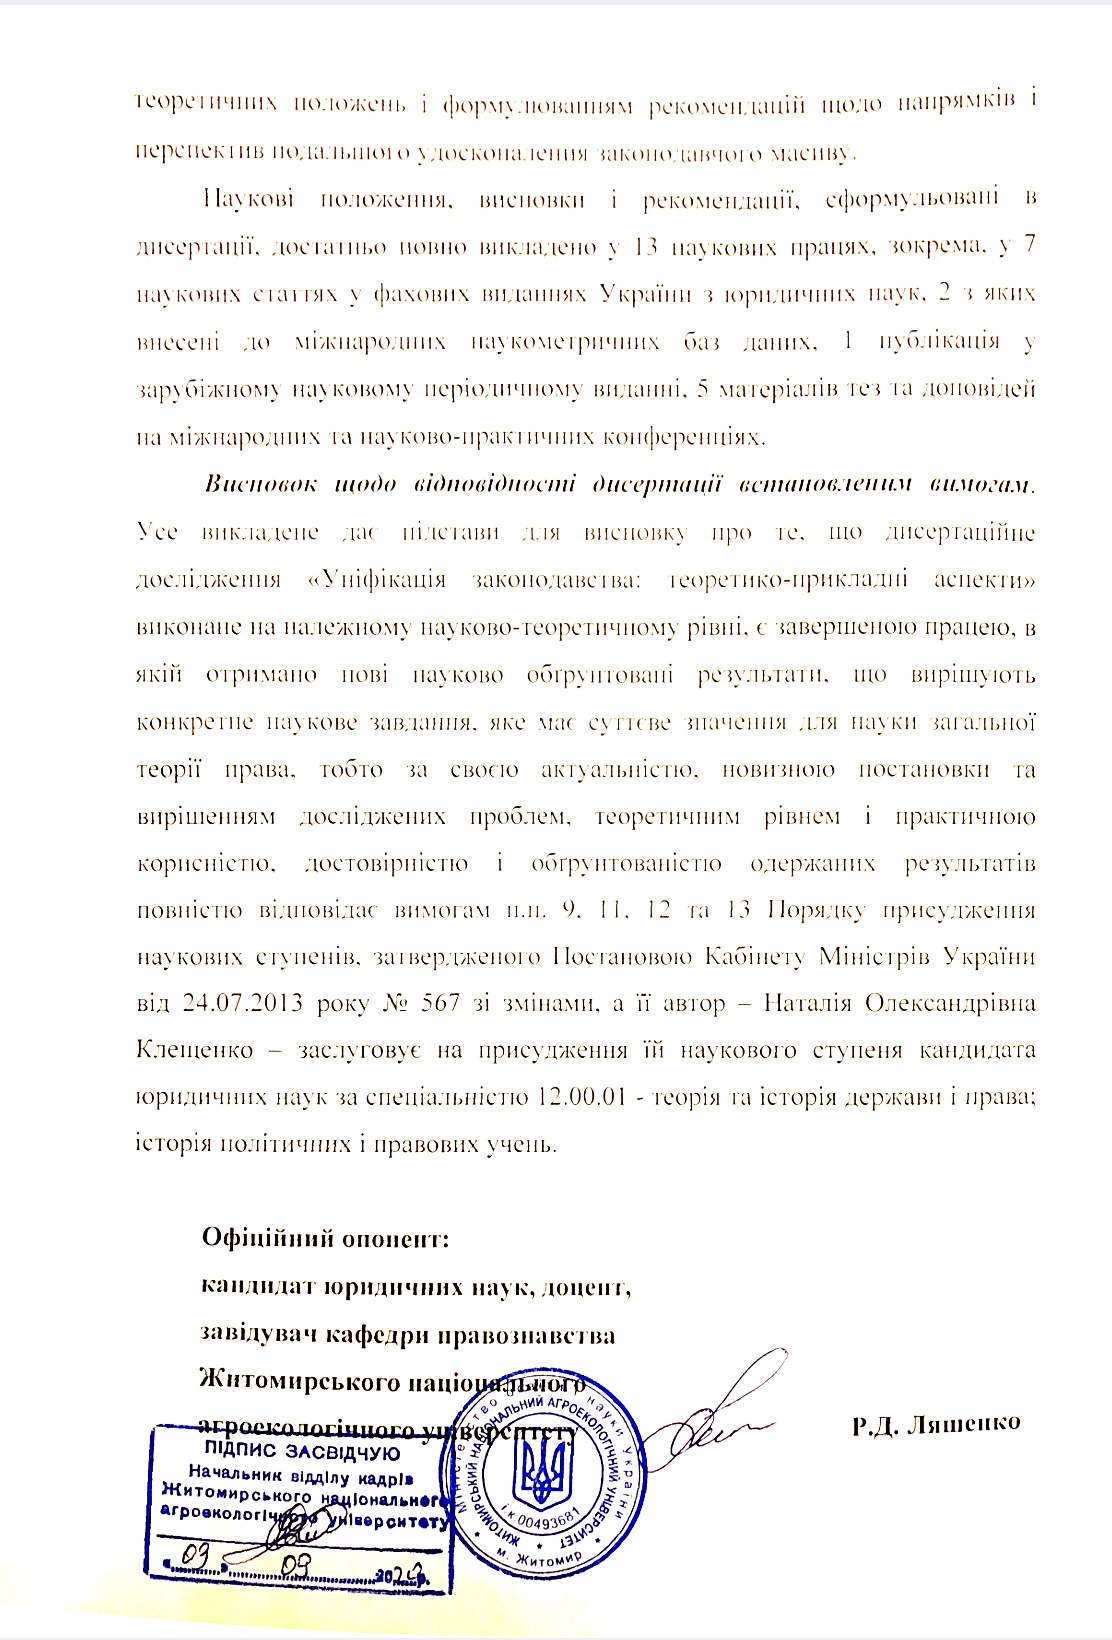 теоретичних положень і формулюванням рекомендацій щодо напрямків і
перспектив подальшого удосконалення законодавчого масиву.
Наукові положення, висновки і рекомендації, сформульовані в
дисертації, достатньо повно викладено у 13 наукових працях, зокрема, у 7
наукових статтях у фахових виданнях України з юридичних наук, 2 з яких
внесені до міжнародних наукометричних баз даних, 1 публікація у
зарубіжному науковому періодичному виданні, 5 матеріалів тез та доповідей
на міжнародних та науково-практичних конференціях.
Висновок щодо відповідності дисертації встановленим вимогам.
Усе викладене дає підстави для висновку про те, що дисертаційне
дослідження «Уніфікація законодавства: теоретико-прикладні аспекти»
виконане на належному науково-теоретичному рівні, є завершеною працею, в
якій отримано нові науково обґрунтовані результати, що вирішують
конкретне наукове завдання, яке має суттєве значення для науки загальної
теорії права, тобто за своєю актуальністю, новизною постановки та
вирішенням досліджених проблем, теоретичним рівнем і практичною
корисністю, достовірністю і обґрунтованістю одержаних результатів
повністю відповідає вимогам п.п. 9, 11, 12 та 13 Порядку присудження
наукових ступенів, затвердженого Постановою Кабінету Міністрів України
від 24.07.2013 року № 567 зі змінами, а її автор – Наталія Олександрівна
Клещенко – заслуговує на присудження їй наукового ступеня кандидата
юридичних наук за спеціальністю 12.00.01 - теорія та історія держави і права;
історія політичних і правових учень.
Офіційний опонент:
кандидат юридичних наук, доцент,
завідувач кафедри правознавства
Житомирського національного
агроекологічного університету
Р.Д. Ляшенко
ПІДПИС ЗАСВІДЧУЮ
Начальник відділу кадрів
Житомирського національного
агроекологічного університету
«09» 09 2020р.
Міністерство освіти і науки України
ЖИТОМИРСЬКИЙ НАЦІОНАЛЬНИЙ АГРОЕКОЛОГІЧНИЙ УНІВЕРСИТЕТ
і.к.00493681
м. Житомир